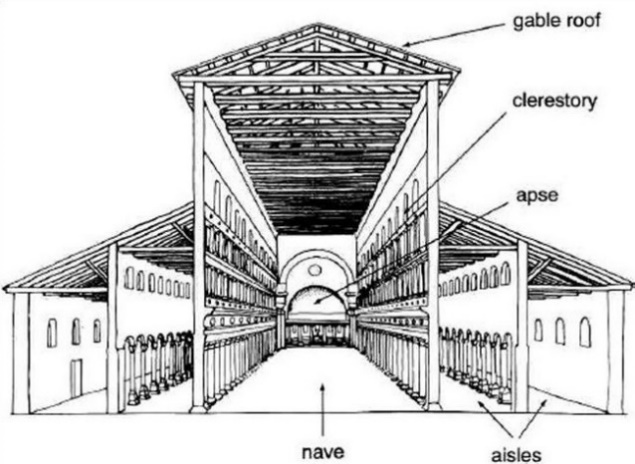 gable roof
clerestory
apse
nave
aisles